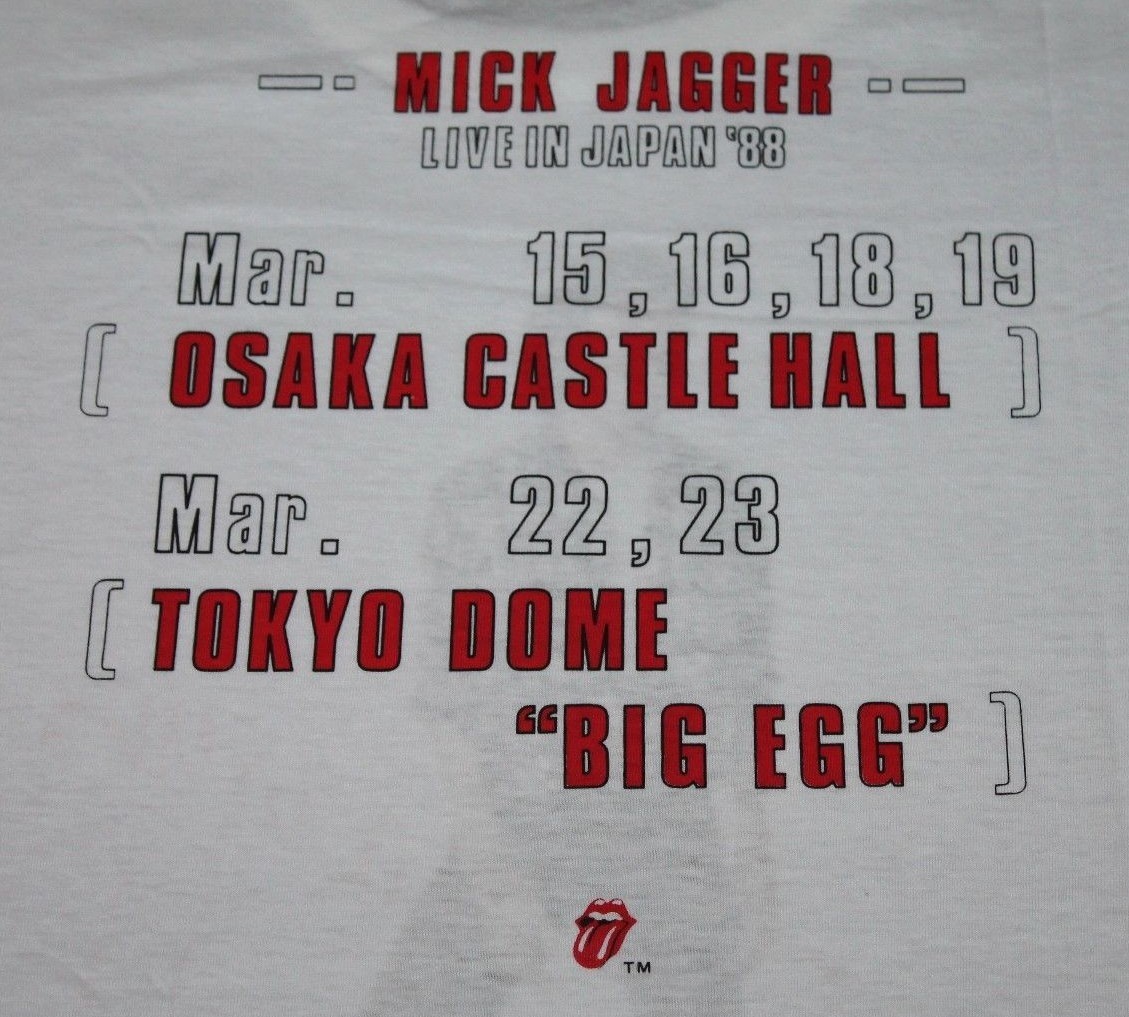 MICK JAGGER
LIVE IN JAPAN '88
Mar. 15, 16, 18, 19
[ OSAKA CASTLE HALL ]
Mar. 22, 23
[ TOKYO DOME
“BIG EGG” ]
TM